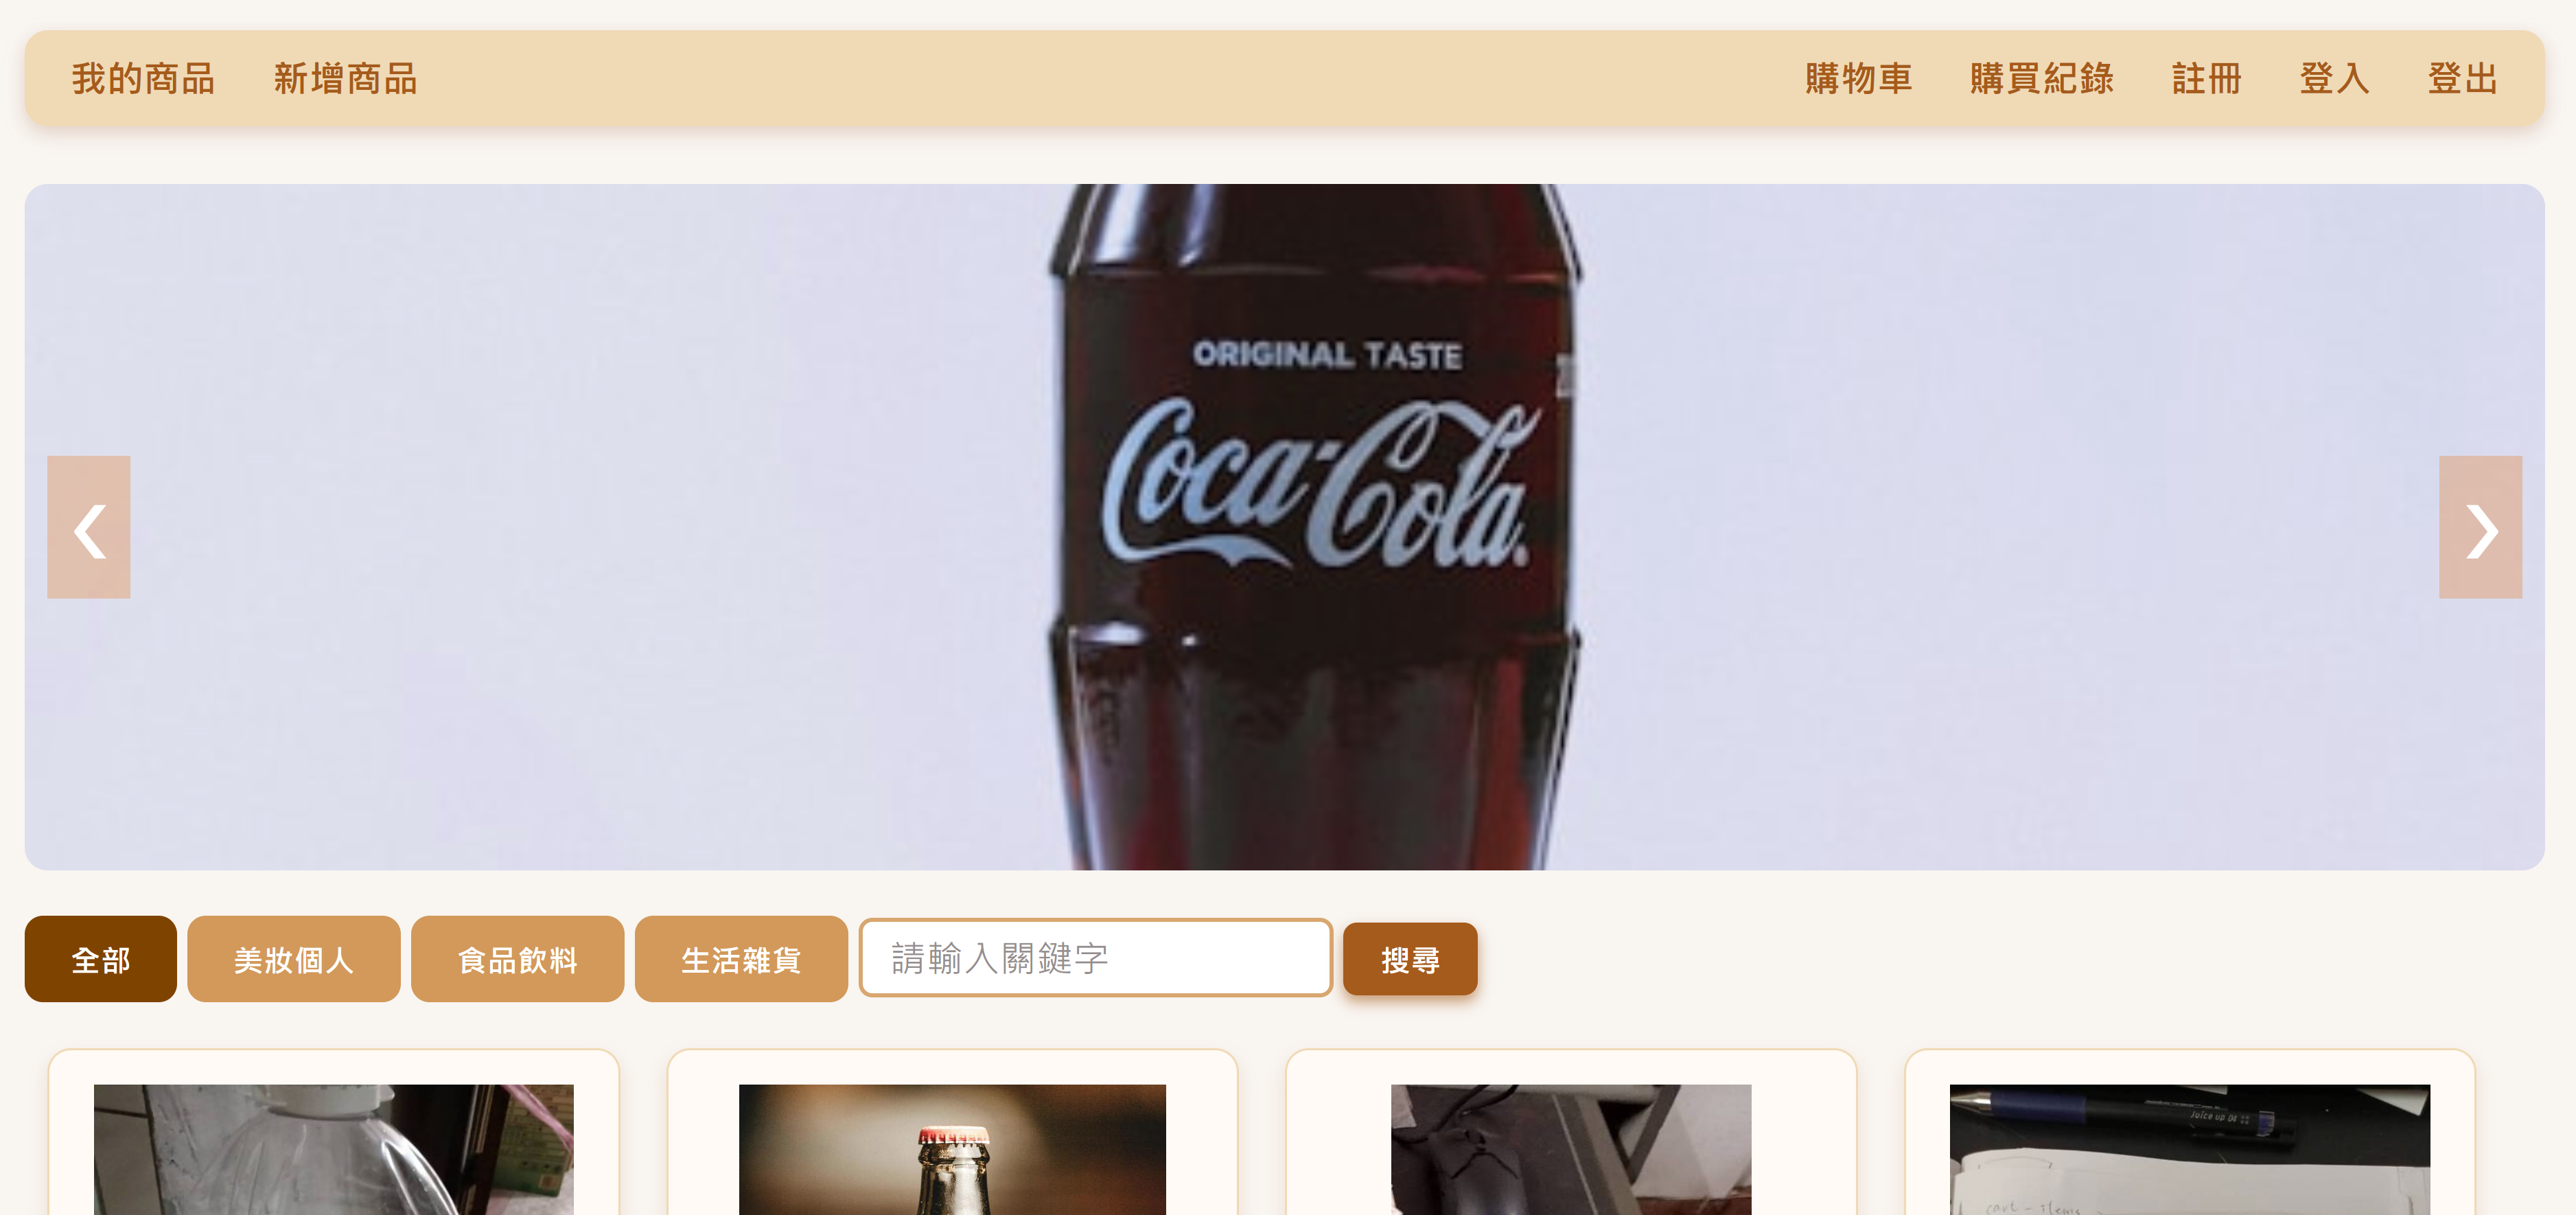 我的商品 新增商品 購物車 購買紀錄 註冊 登入 登出
ORIGINAL TASTE
Coca-Cola
❮ ❯
全部 美妝個人 食品飲料 生活雜貨 請輸入關鍵字 搜尋
Juice up 04
cart - items